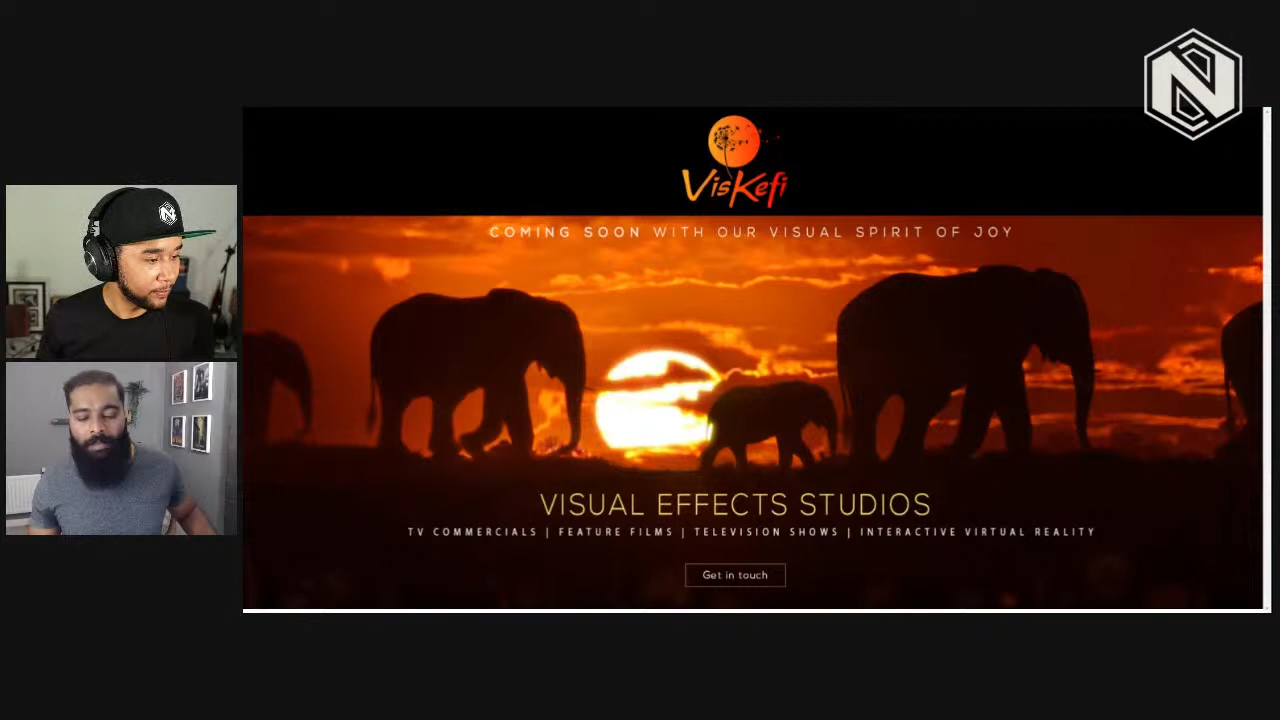 N
VisKefi
COMING SOON WITH OUR VISUAL SPIRIT OF JOY
VISUAL EFFECTS STUDIOS
TV COMMERCIALS | FEATURE FILMS | TELEVISION SHOWS | INTERACTIVE VIRTUAL REALITY
Get in touch